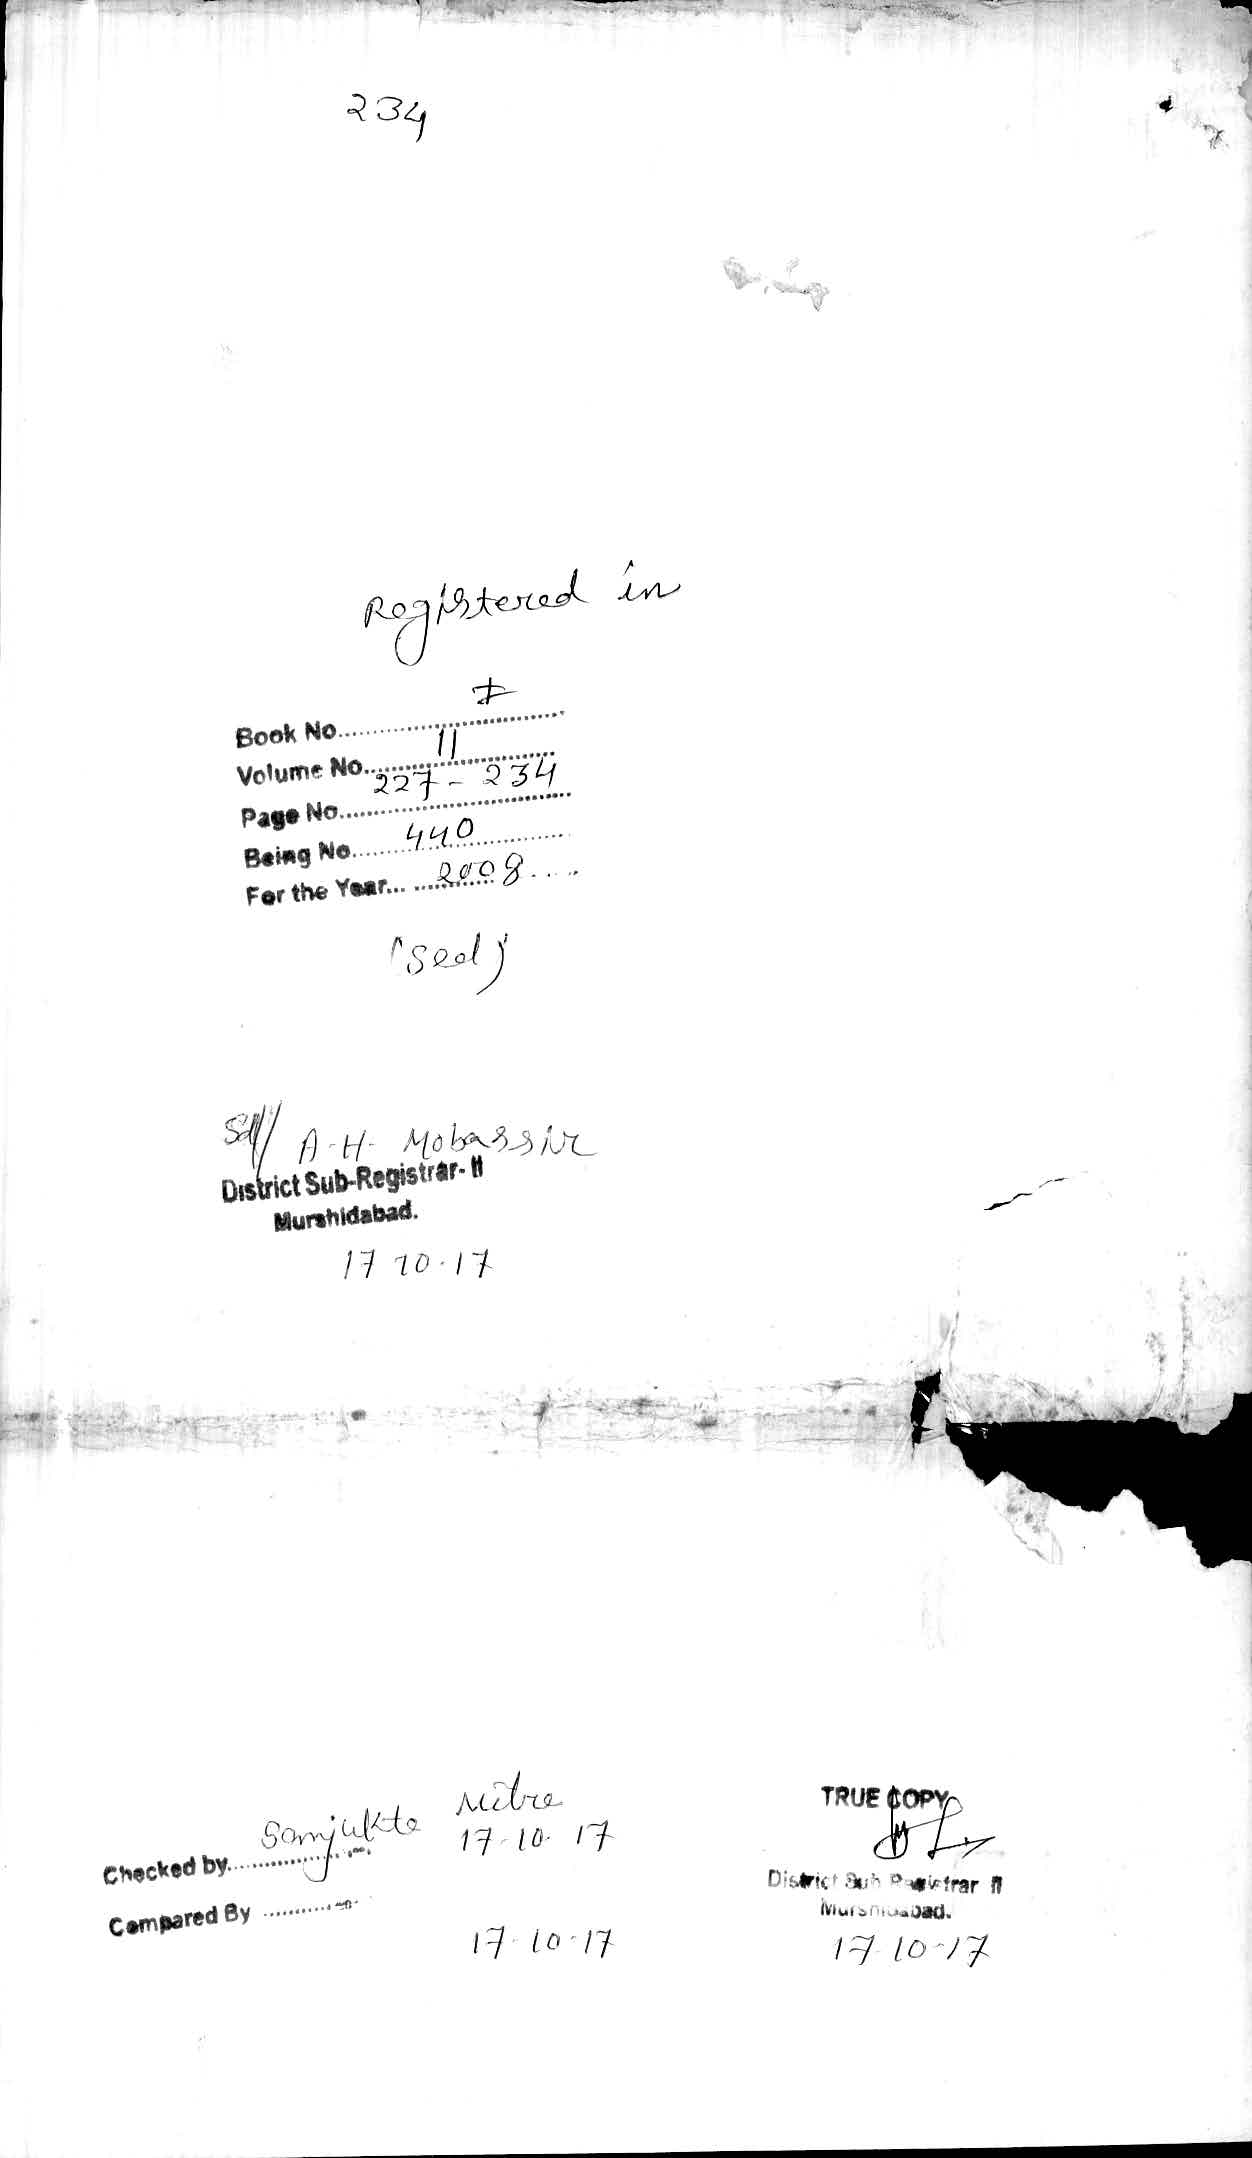 234
Registered in
Book No. I
Volume No. 11
Page No. 227 - 234
Being No. 440
For the Year... 2008
(Seal)
Sd/ A-H- Mobassir
District Sub-Registrar- II
Murshidabad.
17 10.17
Samjukta Mitra
Checked by 17-10-17
Compared By
17-10-17
TRUE COPY
District Sub Registrar II
Murshidabad.
17-10-17